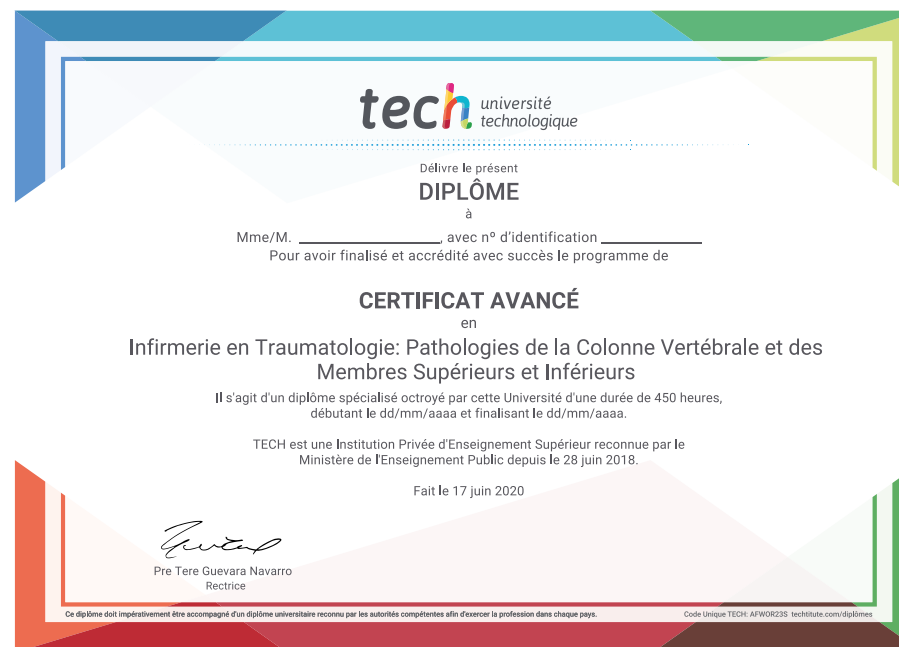 tech université
technologique
Délivre le présent
DIPLÔME
à
Mme/M. ____________________, avec nº d'identification ______________
Pour avoir finalisé et accrédité avec succès le programme de
CERTIFICAT AVANCÉ
en
Infirmerie en Traumatologie: Pathologies de la Colonne Vertébrale et des
Membres Supérieurs et Inférieurs
Il s'agit d'un diplôme spécialisé octroyé par cette Université d'une durée de 450 heures,
débutant le dd/mm/aaaa et finalisant le dd/mm/aaaa.
TECH est une Institution Privée d'Enseignement Supérieur reconnue par le
Ministère de l'Enseignement Public depuis le 28 juin 2018.
Fait le 17 juin 2020
Pre Tere Guevara Navarro
Rectrice
Ce diplôme doit impérativement être accompagné d'un diplôme universitaire reconnu par les autorités compétentes afin d'exercer la profession dans chaque pays.
Code Unique TECH: AFWOR23S techtitute.com/diplômes